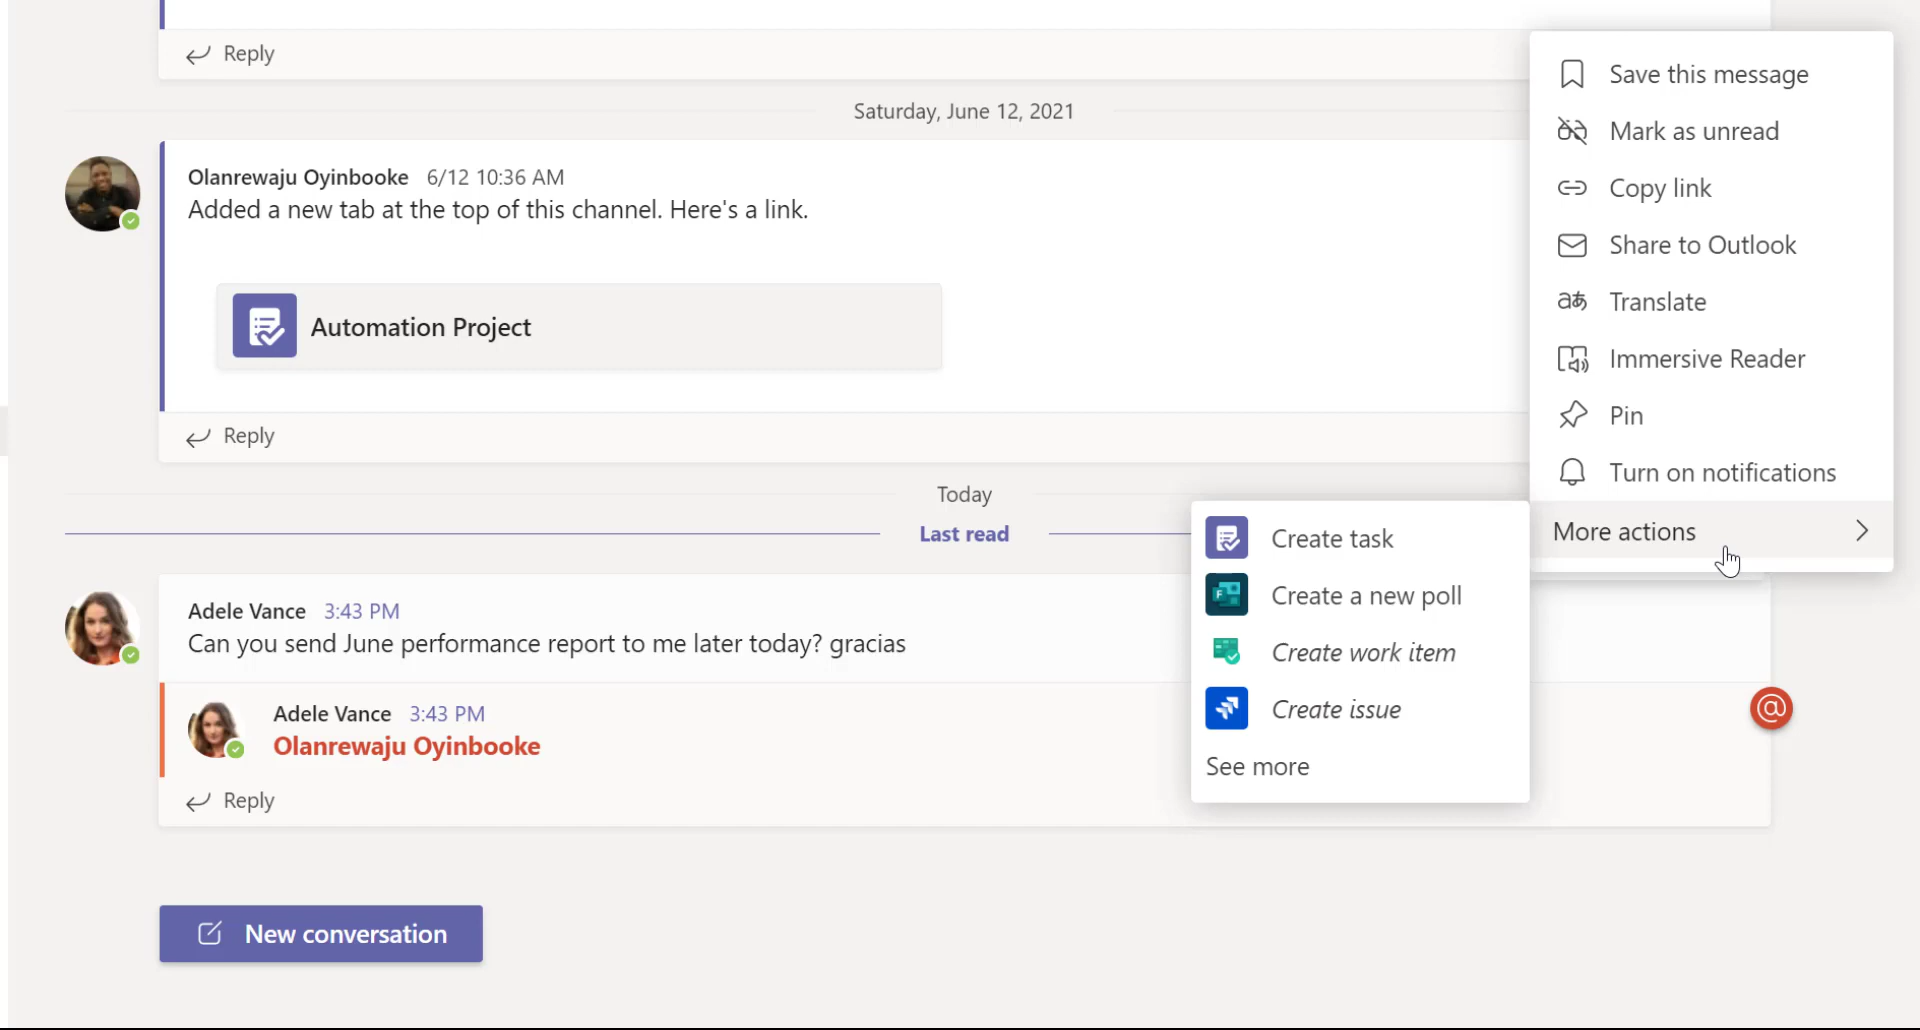 Reply
Saturday, June 12, 2021
Olanrewaju Oyinbooke 6/12 10:36 AM
Added a new tab at the top of this channel. Here's a link.
Automation Project
Reply
Today
Last read
Adele Vance 3:43 PM
Can you send June performance report to me later today? gracias
Adele Vance 3:43 PM
Olanrewaju Oyinbooke
@
Reply
New conversation
Save this message
Mark as unread
Copy link
Share to Outlook
aあ Translate
Immersive Reader
Pin
Turn on notifications
More actions
Create task
F Create a new poll
Create work item
Create issue
See more